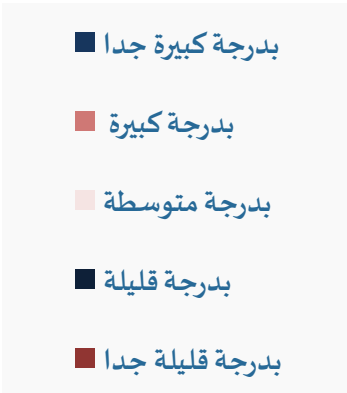 بدرجة كبيرة جدا
بدرجة كبيرة
بدرجة متوسطة
بدرجة قليلة
بدرجة قليلة جدا